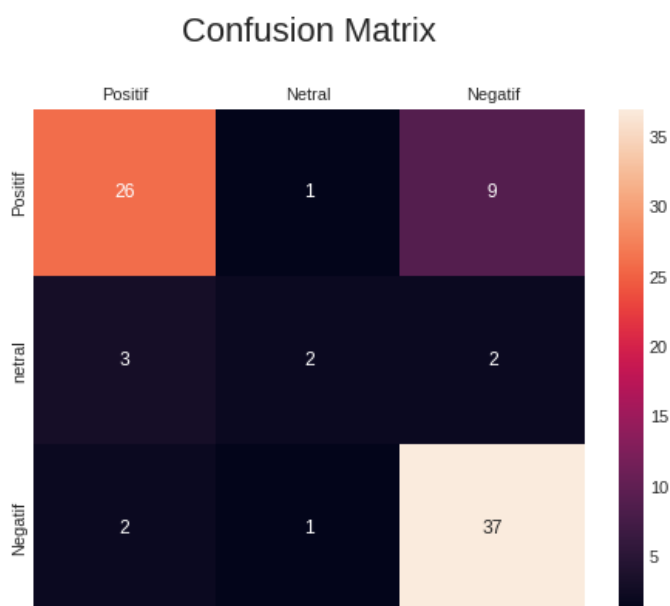 Confusion Matrix
Positif Netral Negatif
Positif 26 1 9
netral 3 2 2
Negatif 2 1 37
35
30
25
20
15
10
5